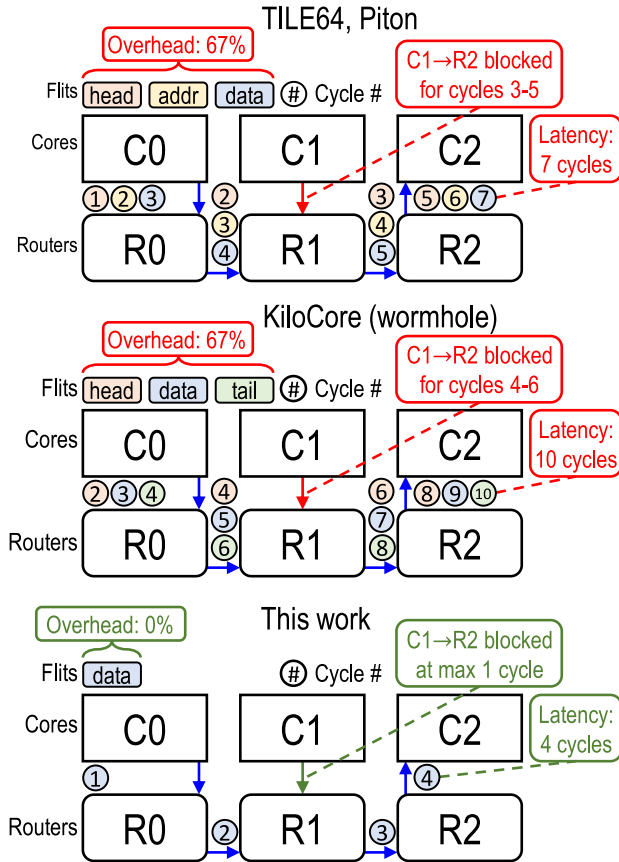 TILE64, Piton
Overhead: 67%
C1→R2 blocked
for cycles 3-5
Flits head addr data # Cycle #
Cores C0 C1 C2
Latency:
7 cycles
1 2 3 2 3 5 6 7
3 4
Routers R0 4 R1 5 R2
KiloCore (wormhole)
Overhead: 67%
C1→R2 blocked
for cycles 4-6
Flits head data tail # Cycle #
Cores C0 C1 C2
Latency:
10 cycles
2 3 4 4 6 8 9 10
5 7
Routers R0 6 R1 8 R2
This work
Overhead: 0%
C1→R2 blocked
at max 1 cycle
Flits data # Cycle #
Cores C0 C1 C2
Latency:
4 cycles
1 4
Routers R0 2 R1 3 R2